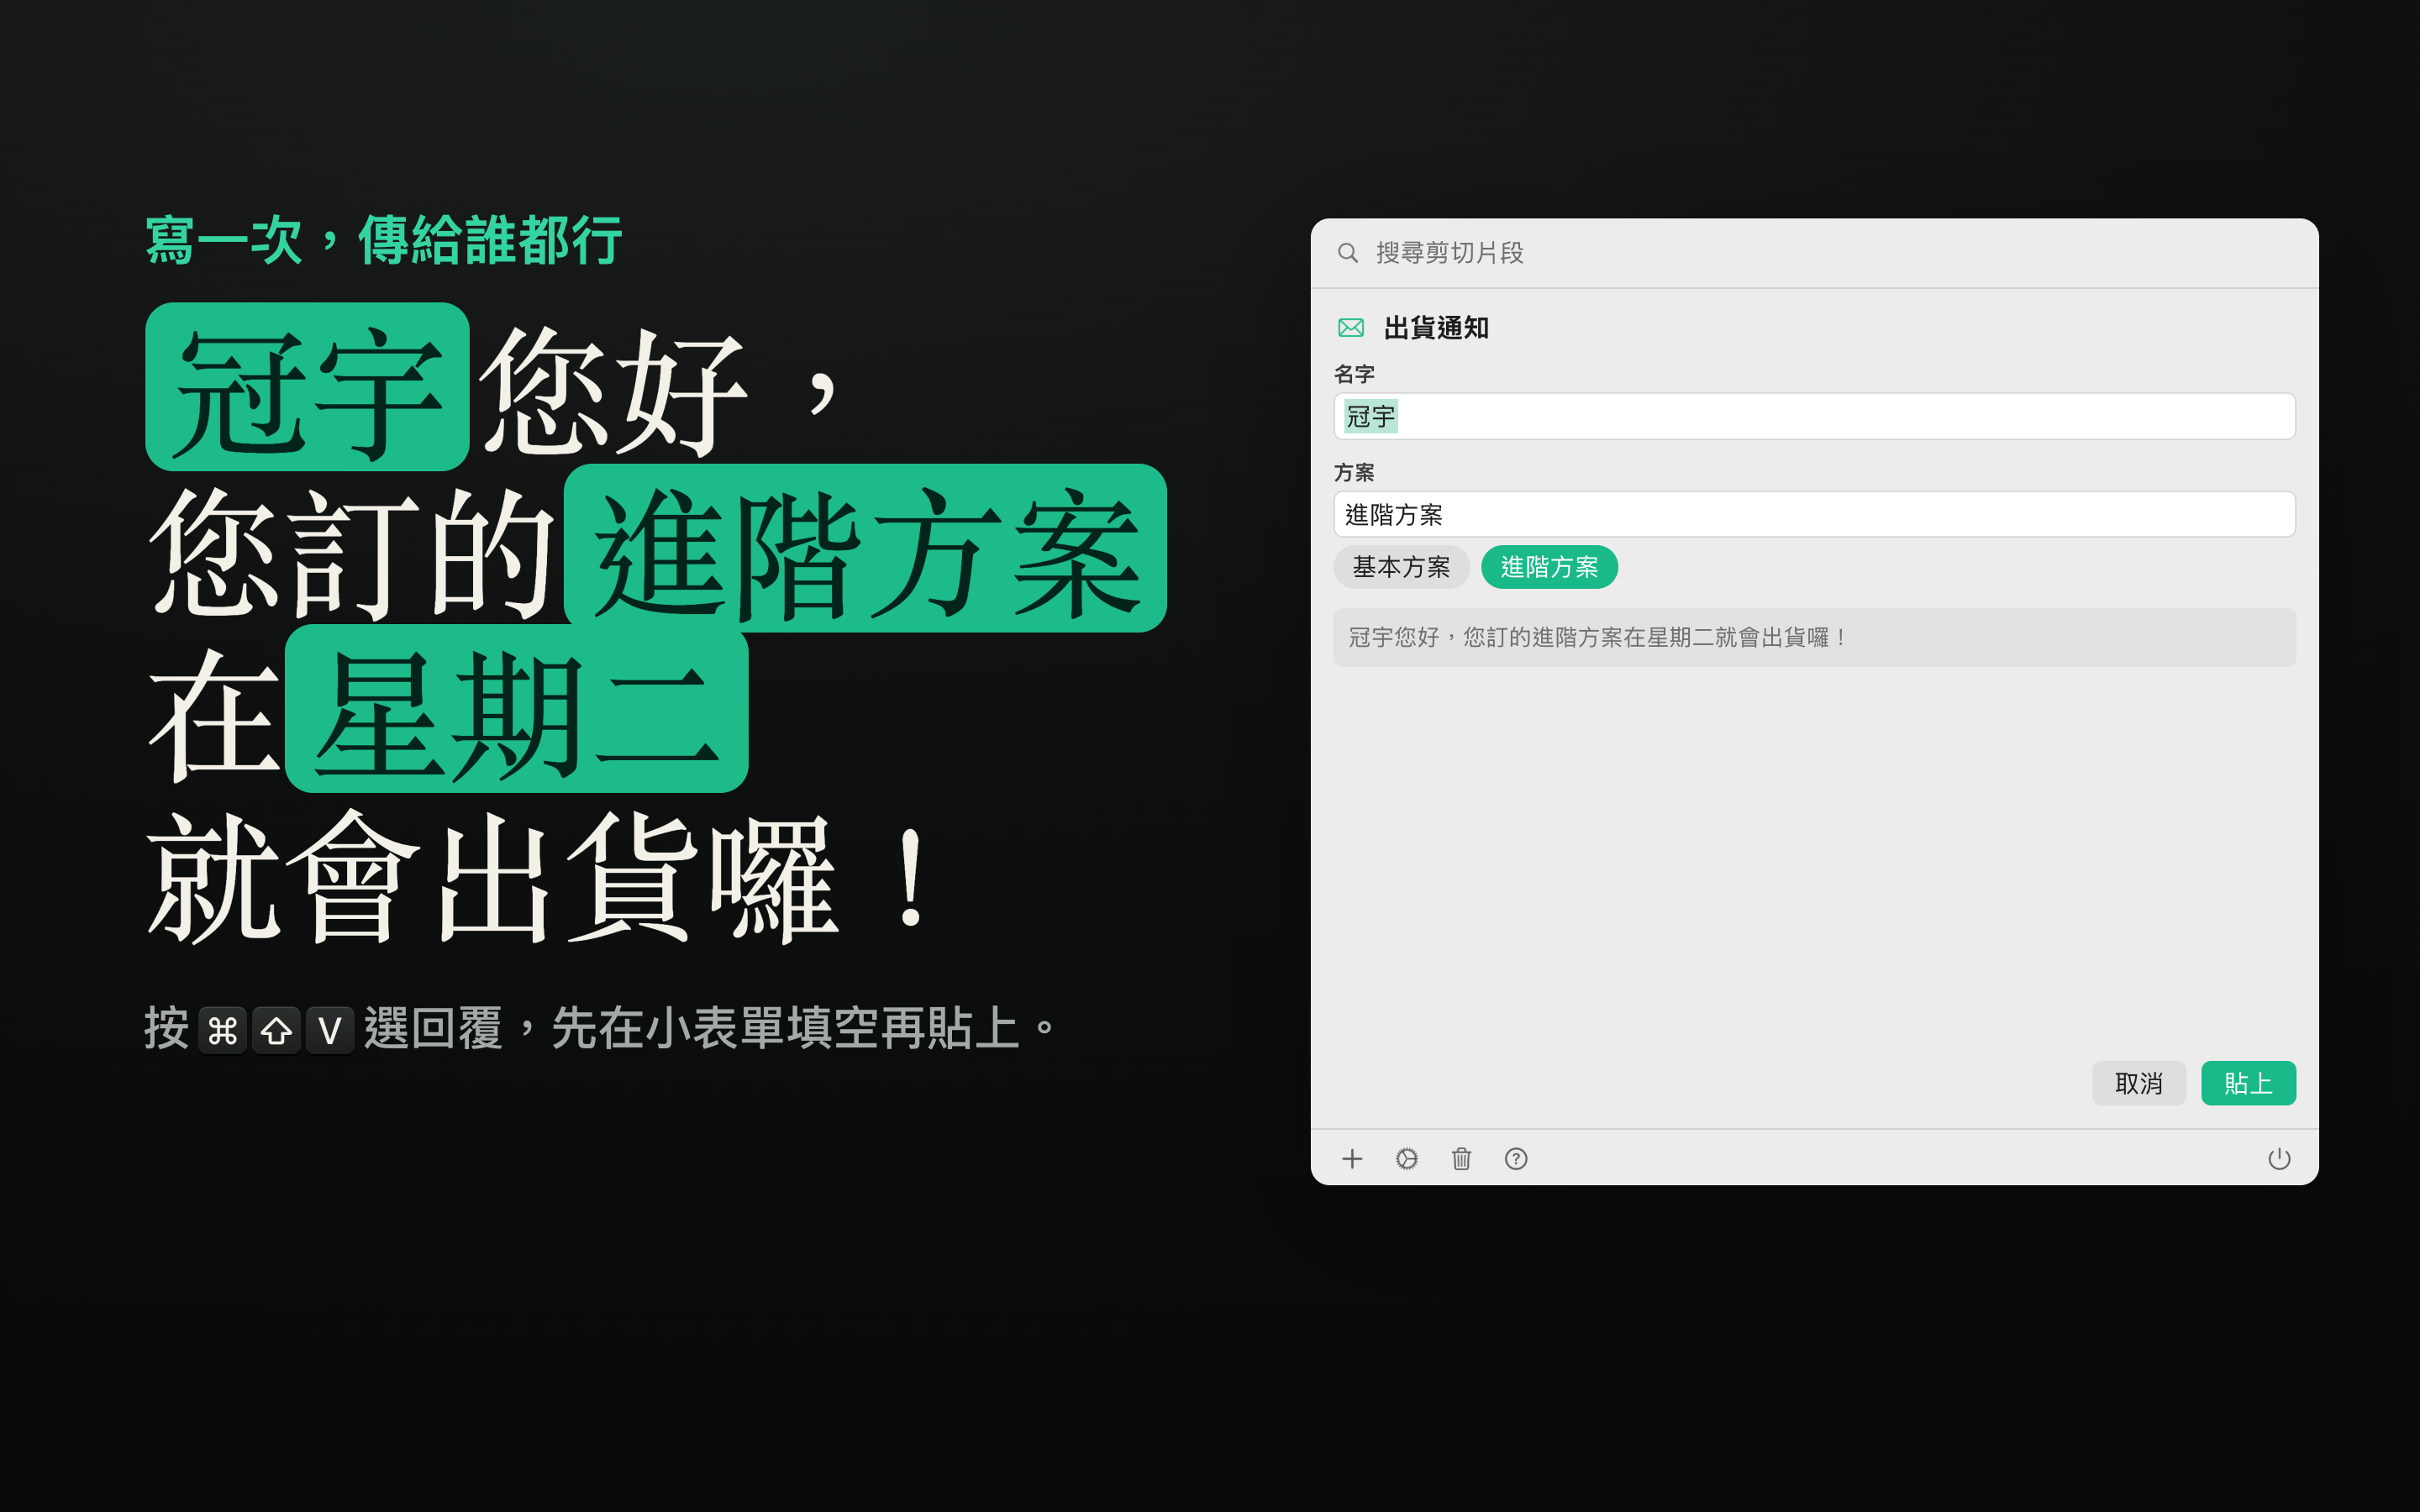 寫一次，傳給誰都行
冠宇您好，
您訂的進階方案
在星期二
就會出貨囉！
按⌘⇧V選回覆，先在小表單填空再貼上。
搜尋剪切片段
出貨通知
名字
冠宇
方案
進階方案
基本方案 進階方案
冠宇您好，您訂的進階方案在星期二就會出貨囉！
取消 貼上